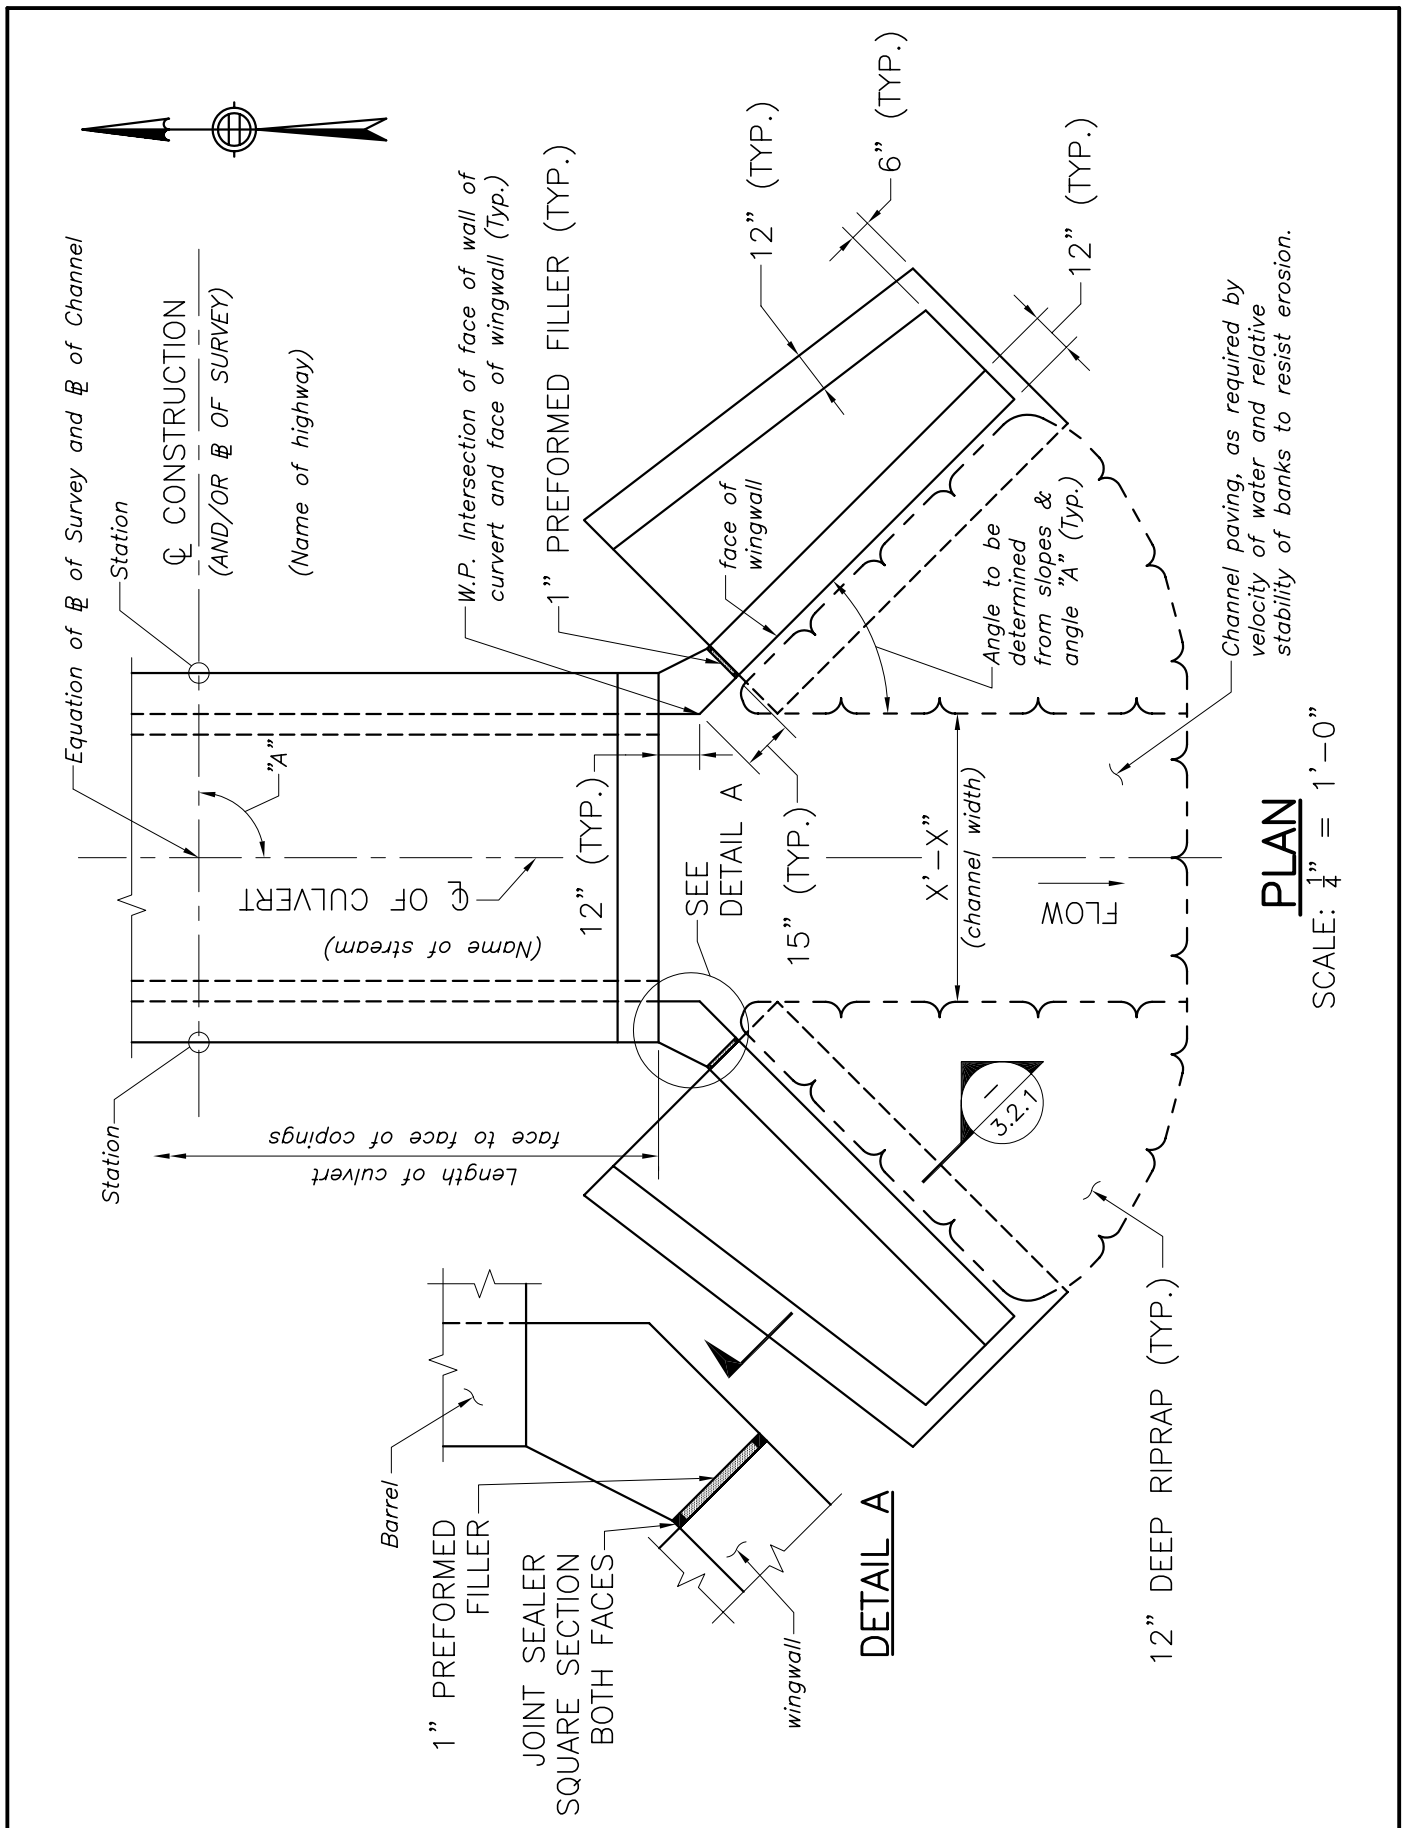 Equation of ⅊ of Survey and ⅊ of Channel
Station
℄ CONSTRUCTION
(AND/OR ⅊ OF SURVEY)
(Name of highway)
"A"
℄ OF CULVERT
(Name of stream)
Station
Length of culvert
face to face of copings
W.P. Intersection of face of wall of
curvert and face of wingwall (Typ.)
1" PREFORMED FILLER (TYP.)
12" (TYP.)
6" (TYP.)
12" (TYP.)
12" (TYP.)
SEE
DETAIL A
15" (TYP.)
face of
wingwall
Angle to be
determined
from slopes &
angle "A" (Typ.)
X'-X"
(channel width)
FLOW
Channel paving, as required by
velocity of water and relative
stability of banks to resist erosion.
–
3.2.1
12" DEEP RIPRAP (TYP.)
PLAN
SCALE: 1/4" = 1'-0"
Barrel
1" PREFORMED
FILLER
JOINT SEALER
SQUARE SECTION
BOTH FACES
wingwall
DETAIL A